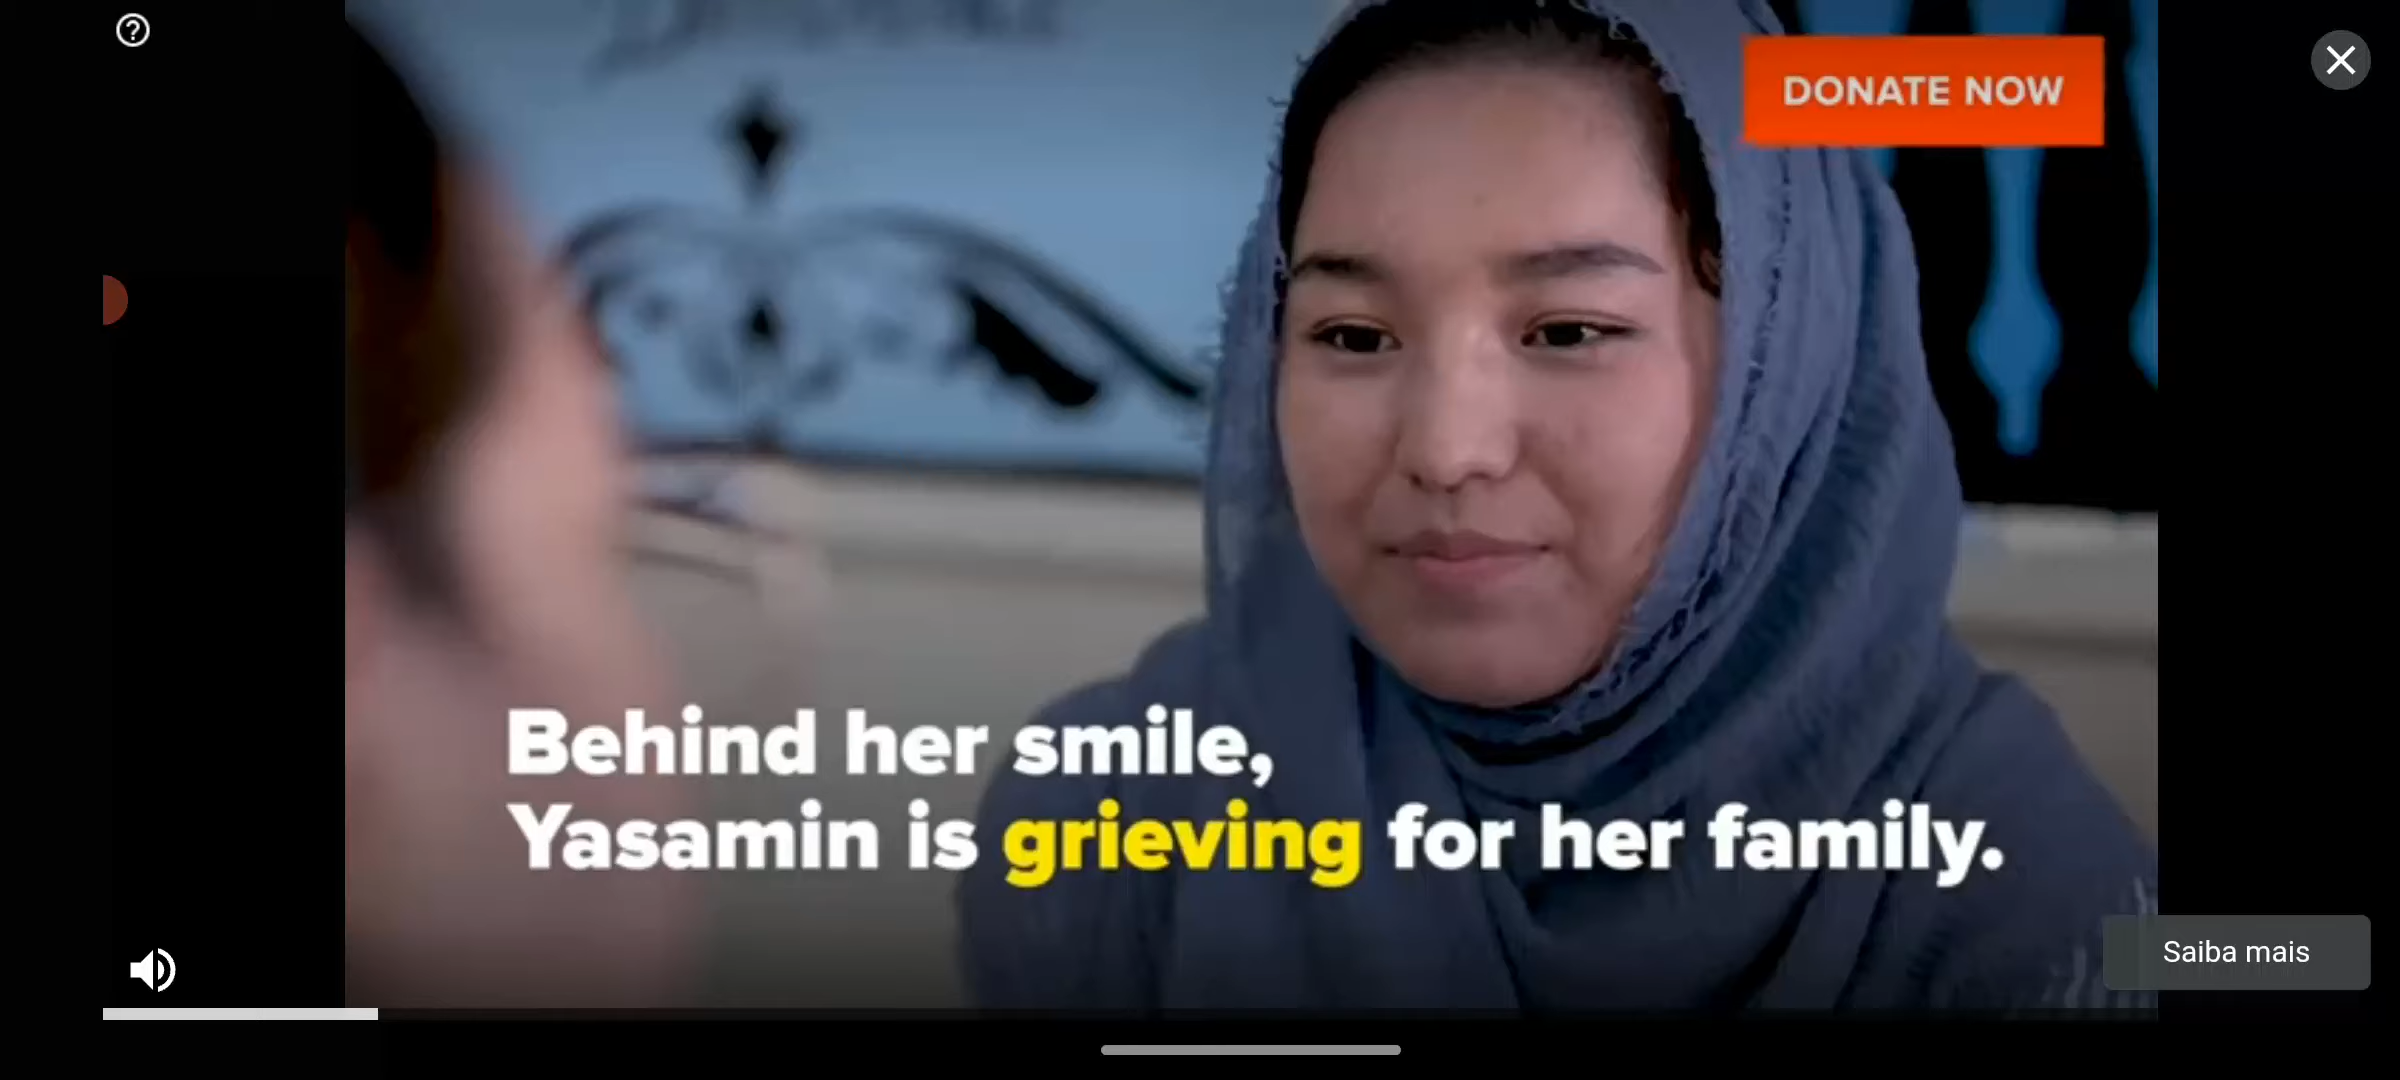 DONATE NOW
Behind her smile,
Yasamin is grieving for her family.
Saiba mais